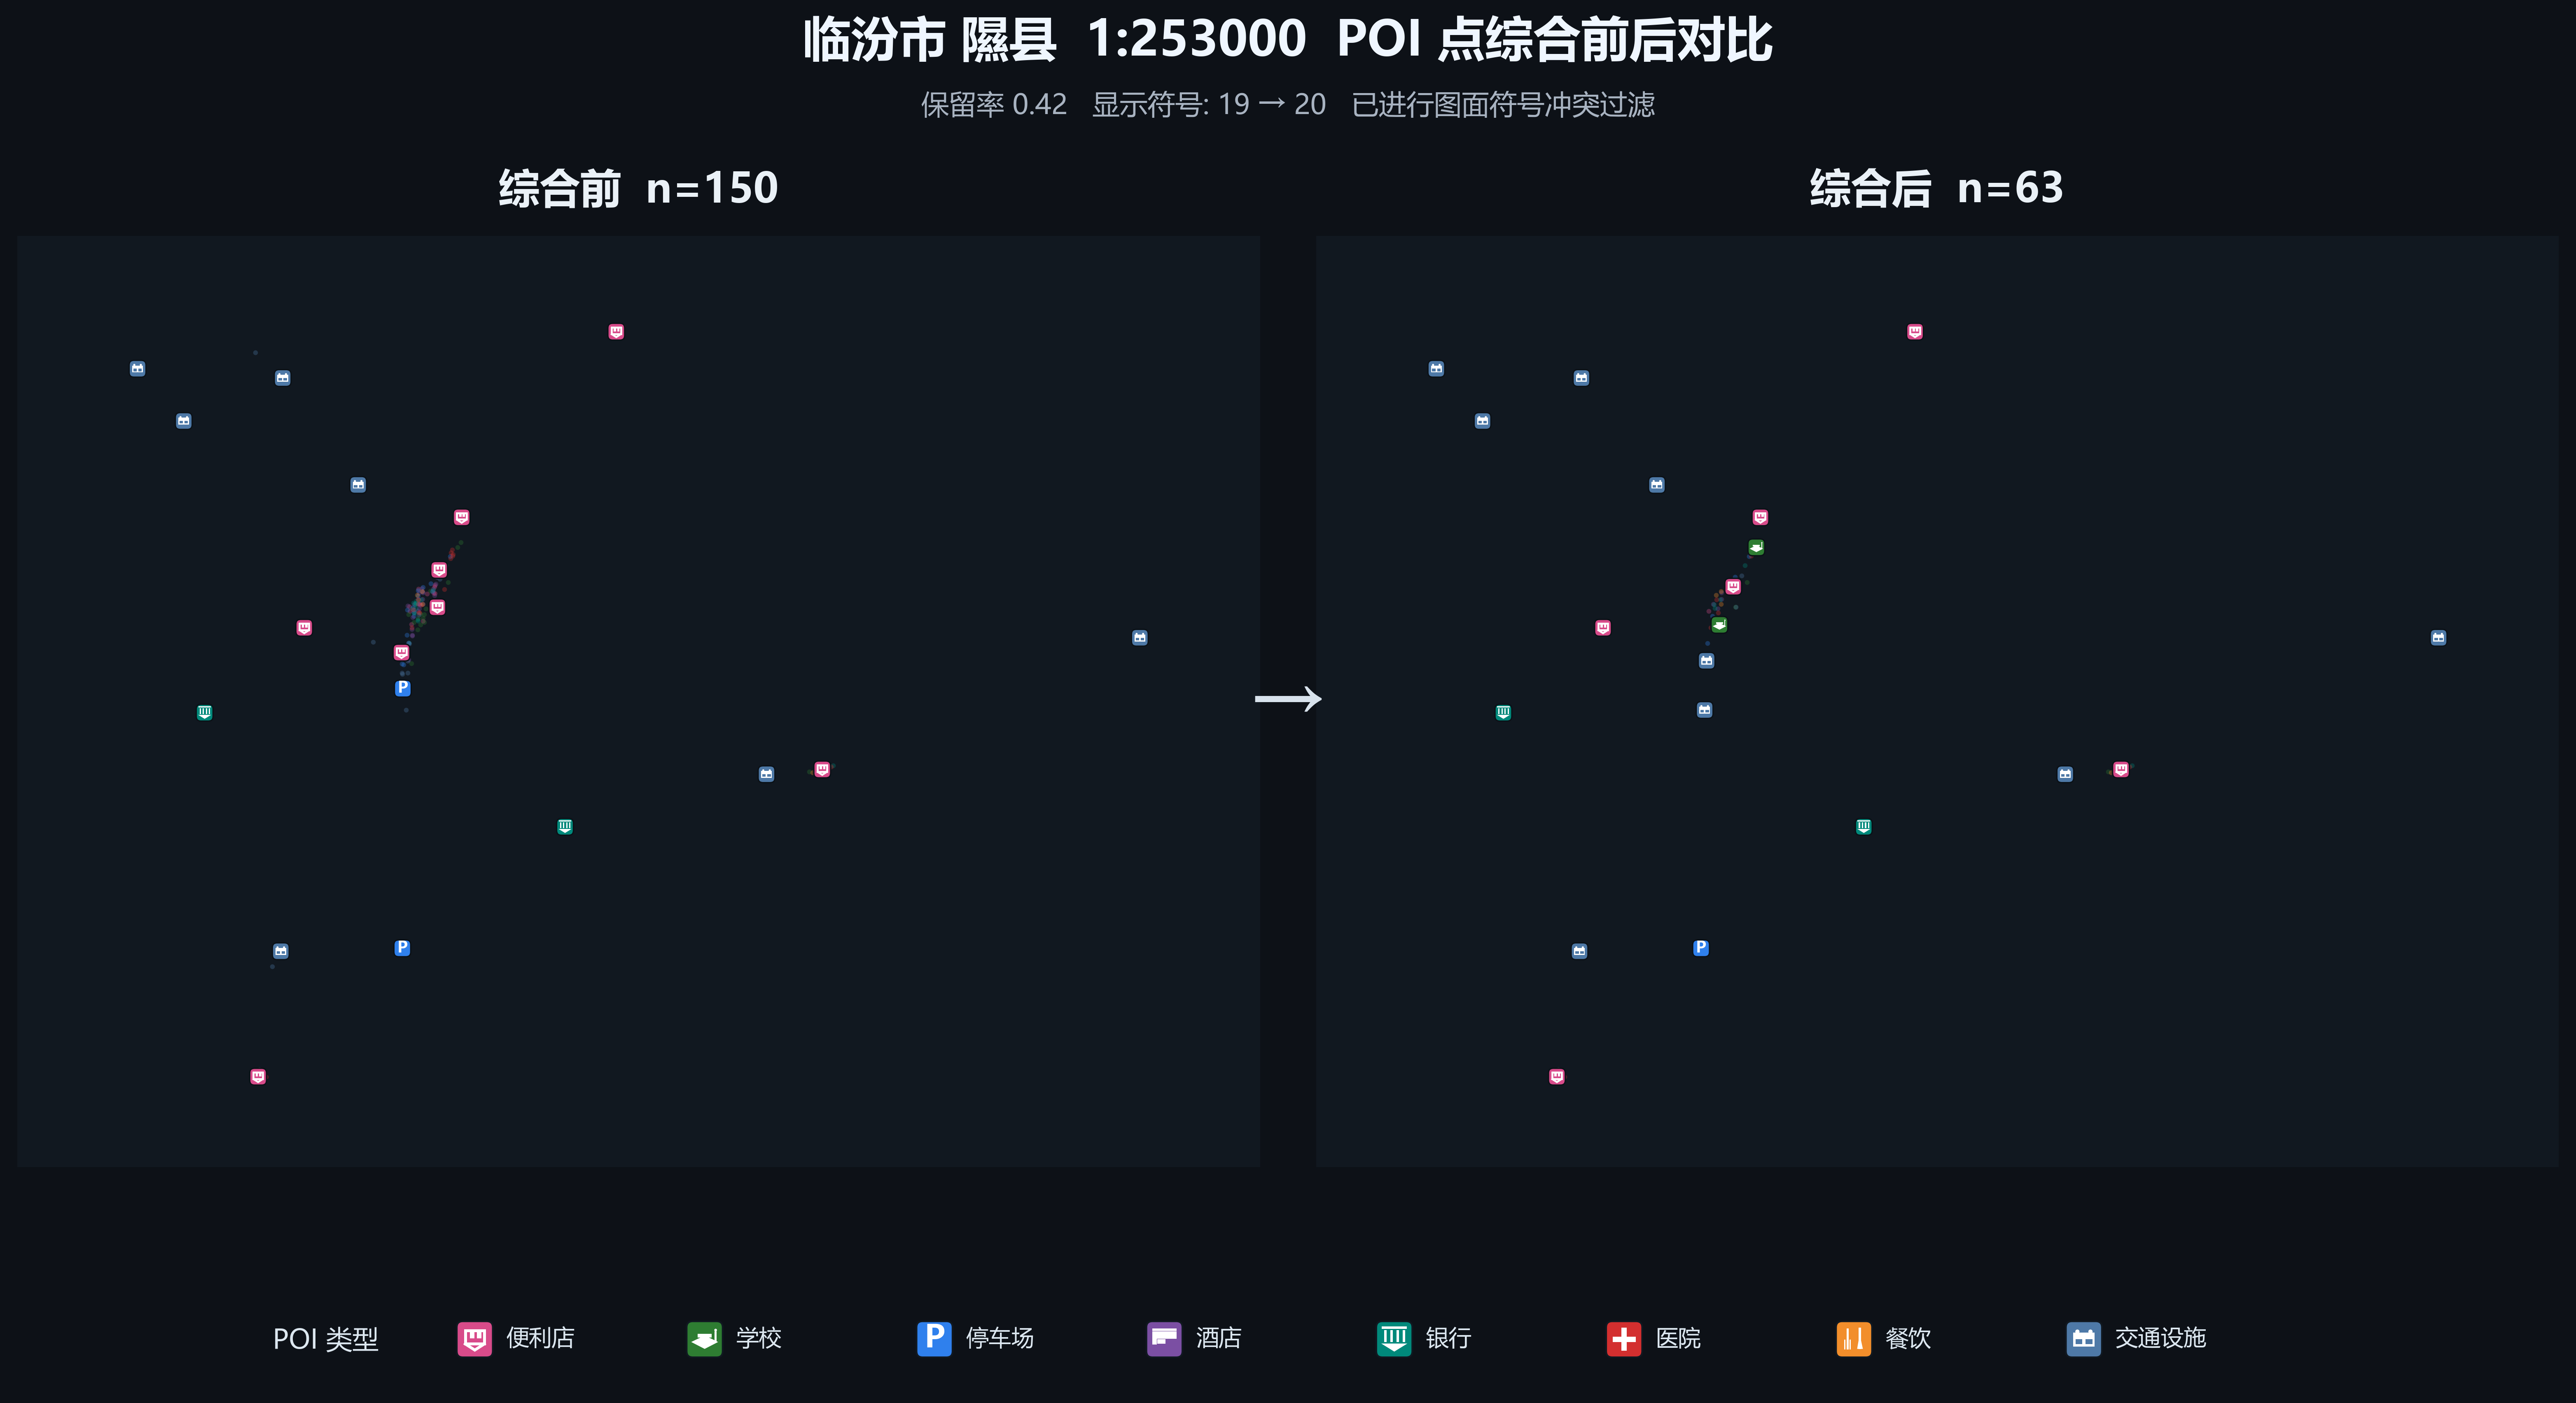 临汾市 隰县 1:253000 POI 点综合前后对比
保留率 0.42 显示符号: 19 → 20 已进行图面符号冲突过滤
综合前 n=150
综合后 n=63
P
P
P
POI 类型 便利店 学校 P 停车场 酒店 银行 医院 餐饮 交通设施